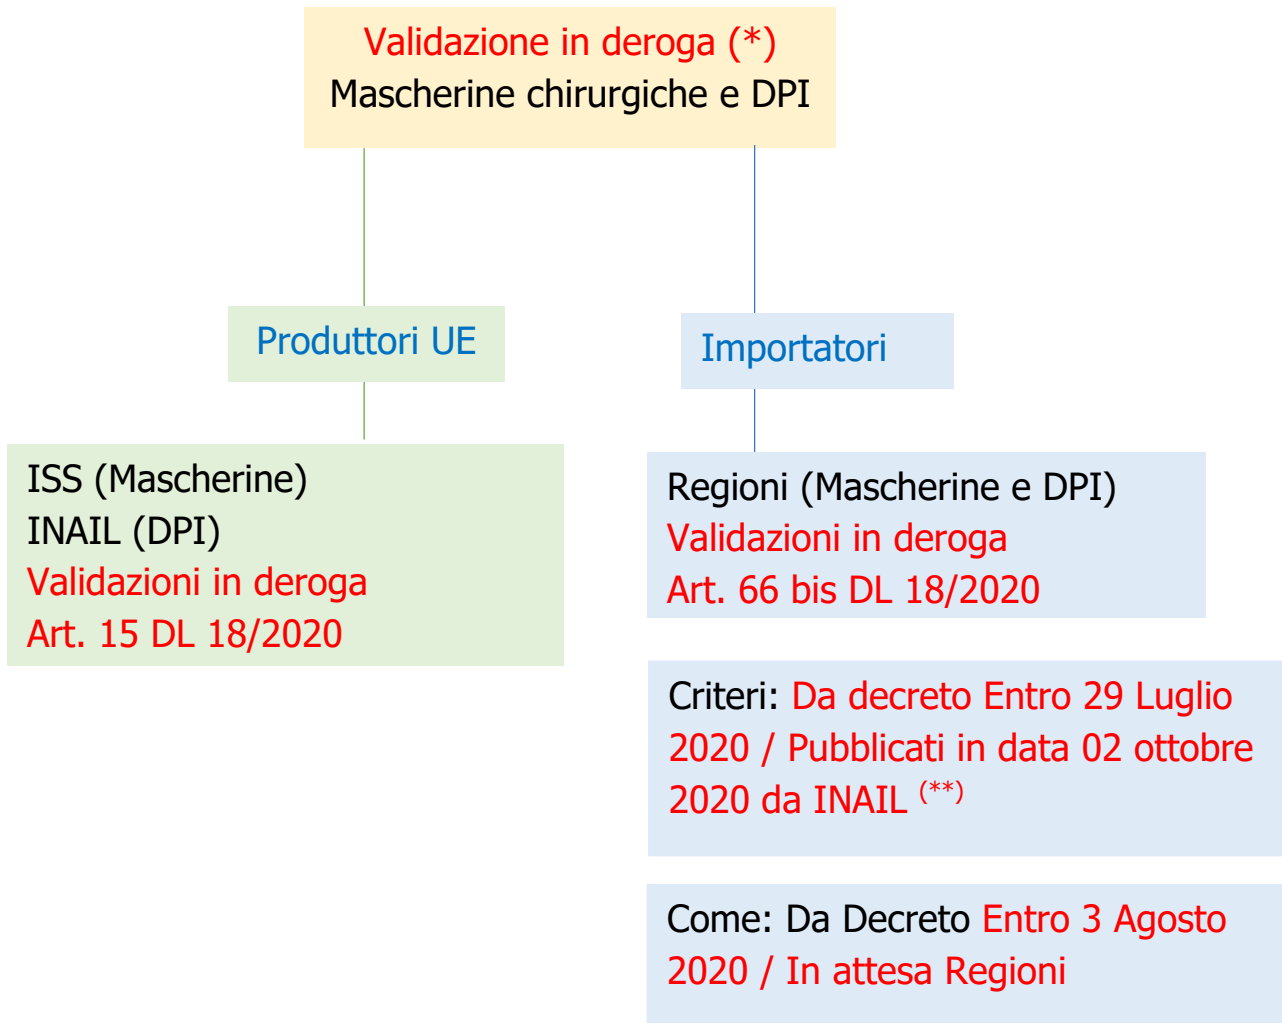 Validazione in deroga (*)
Mascherine chirurgiche e DPI
Produttori UE
Importatori
ISS (Mascherine)
INAIL (DPI)
Validazioni in deroga
Art. 15 DL 18/2020
Regioni (Mascherine e DPI)
Validazioni in deroga
Art. 66 bis DL 18/2020
Criteri: Da decreto Entro 29 Luglio
2020 / Pubblicati in data 02 ottobre
2020 da INAIL (**)
Come: Da Decreto Entro 3 Agosto
2020 / In attesa Regioni